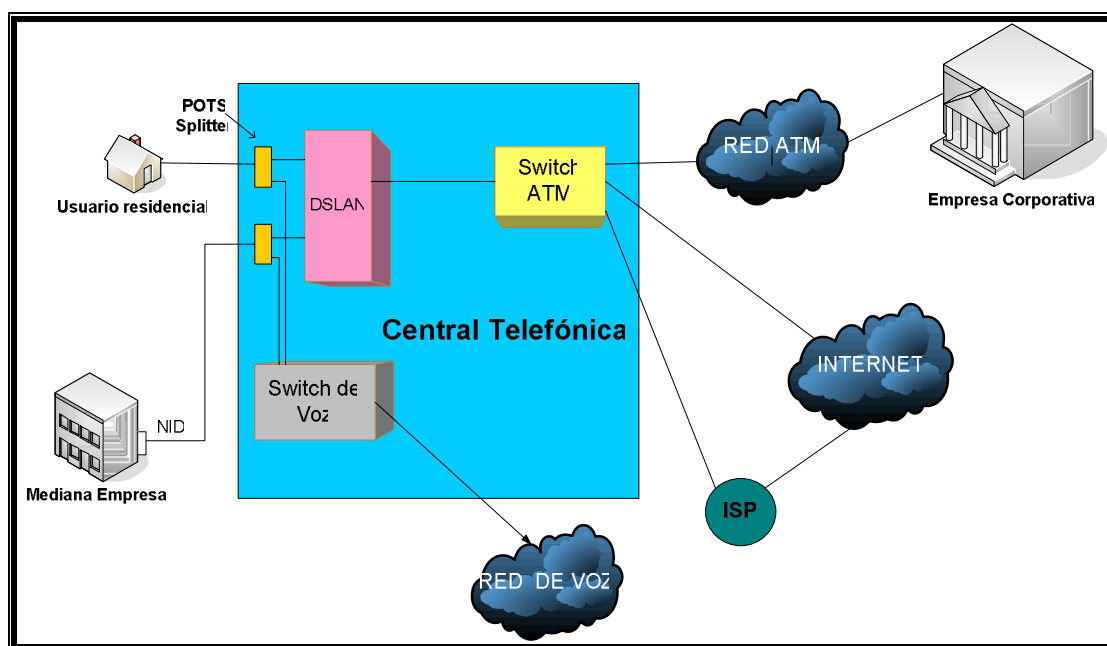 POTS
Splitter
Usuario residencial
DSLAN
Switch
ATM
RED ATM
Empresa Corporativa
Central Telefónica
INTERNET
Switch de
Voz
NID
Mediana Empresa
ISP
RED DE VOZ